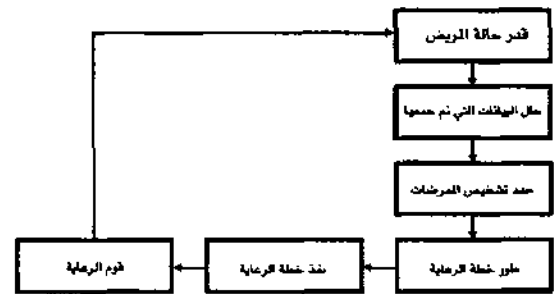 قدر حالة المريض
حلل البيانات التي تم جمعها
حدد تشخيص الممرضات
طور خطة الرعاية
نفذ خطة الرعاية
قوم الرعاية